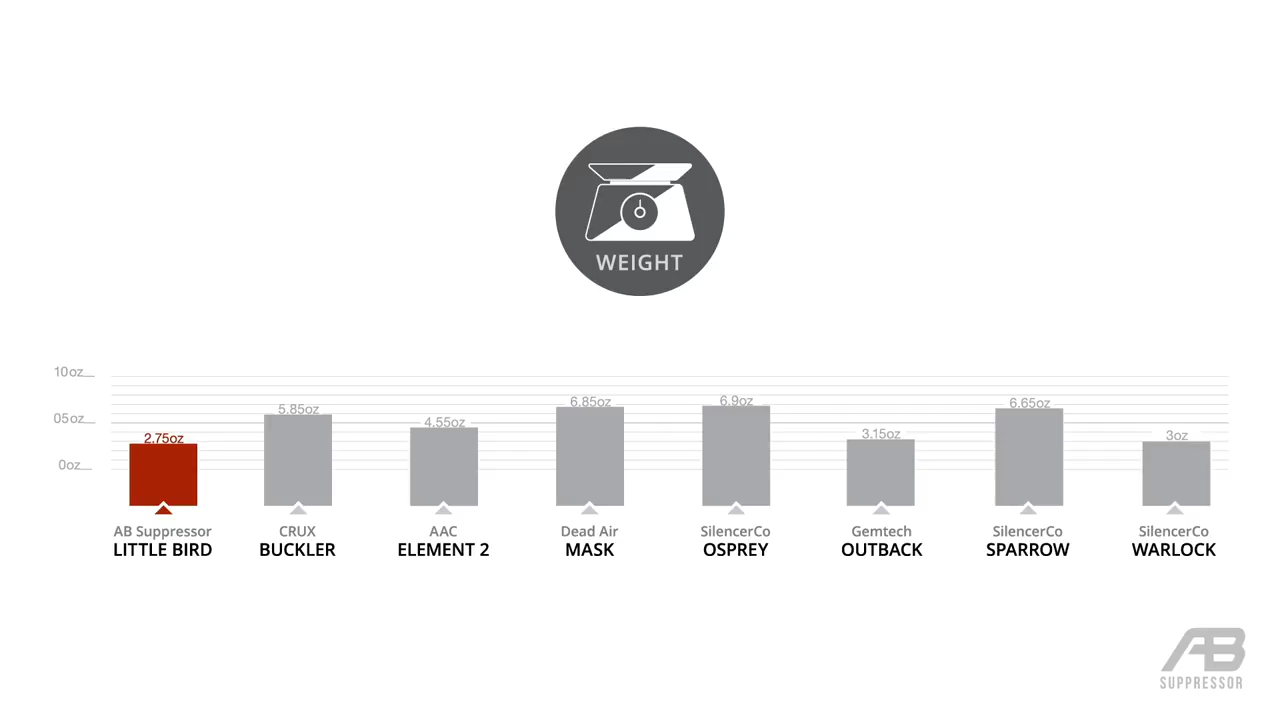 WEIGHT
10oz
05oz
0oz
2.75oz
5.85oz
4.55oz
6.85oz
6.9oz
3.15oz
6.65oz
3oz
AB Suppressor
LITTLE BIRD
CRUX
BUCKLER
AAC
ELEMENT 2
Dead Air
MASK
SilencerCo
OSPREY
Gemtech
OUTBACK
SilencerCo
SPARROW
SilencerCo
WARLOCK
AB
SUPPRESSOR